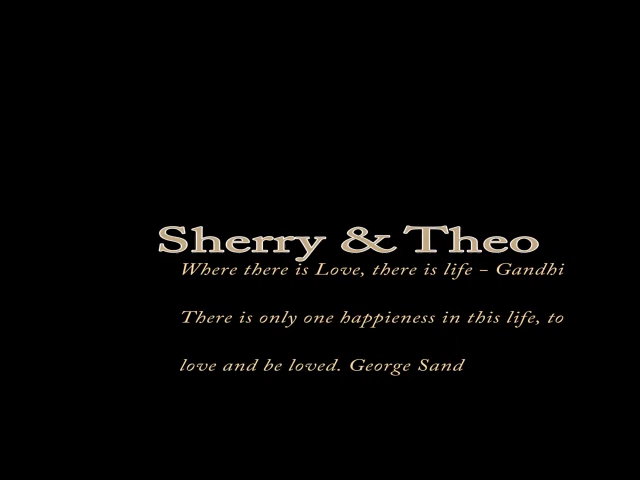 Sherry & Theo
Where there is Love, there is life - Gandhi
There is only one happieness in this life, to
love and be loved. George Sand